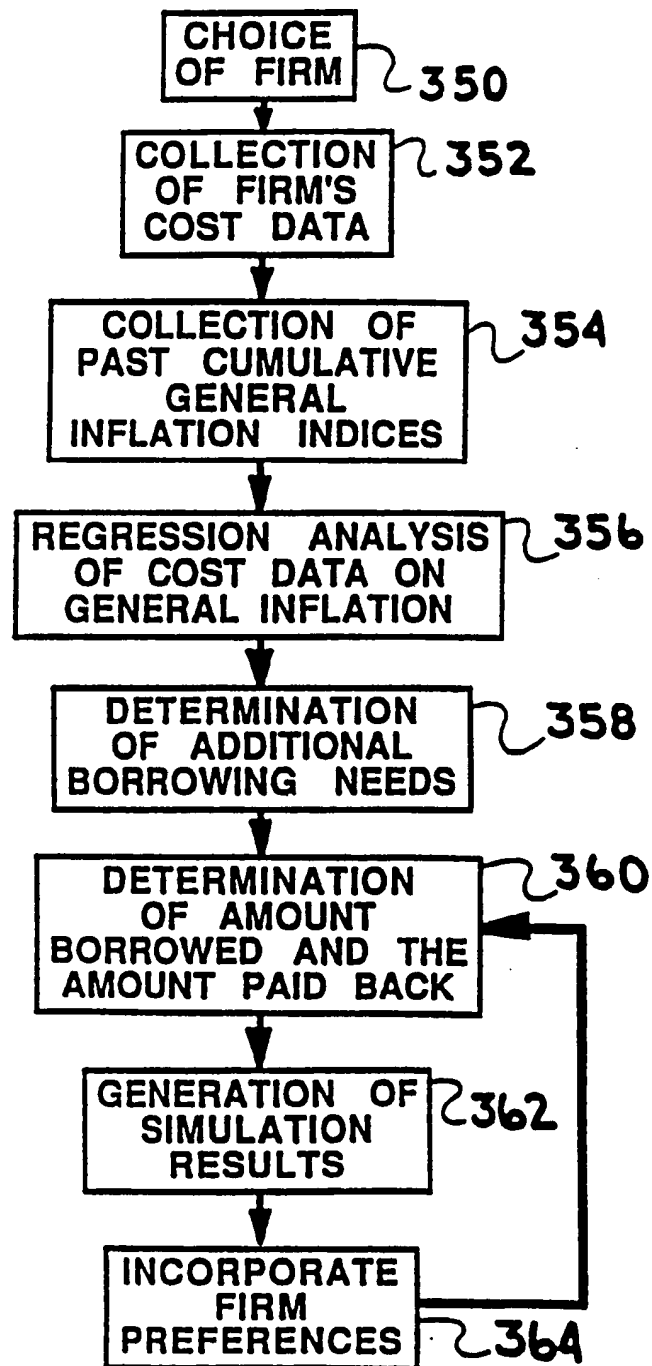 CHOICE
OF FIRM
350
COLLECTION
OF FIRM'S
COST DATA
352
COLLECTION OF
PAST CUMULATIVE
GENERAL
INFLATION INDICES
354
REGRESSION ANALYSIS
OF COST DATA ON
GENERAL INFLATION
356
DETERMINATION
OF ADDITIONAL
BORROWING NEEDS
358
DETERMINATION
OF AMOUNT
BORROWED AND THE
AMOUNT PAID BACK
360
GENERATION OF
SIMULATION
RESULTS
362
INCORPORATE
FIRM
PREFERENCES
364